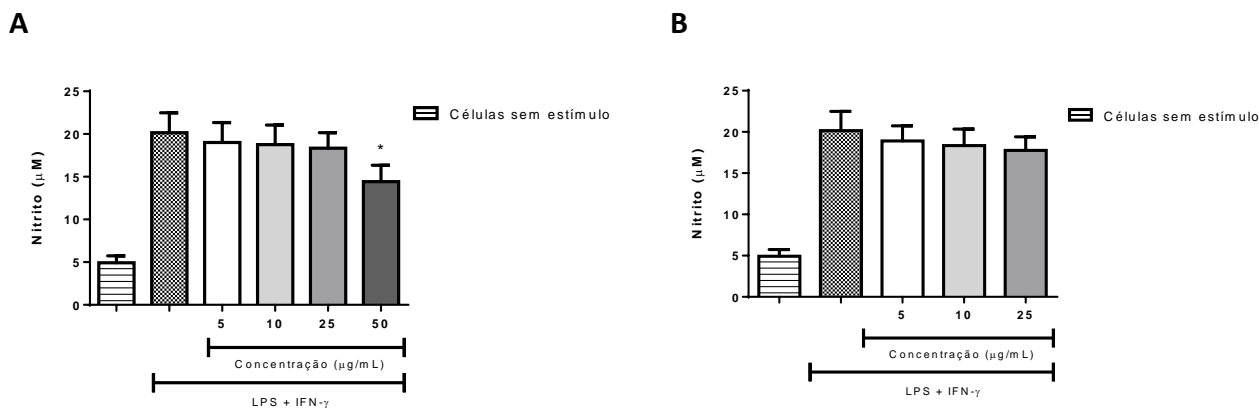 A
Nitrito (μM)
25
20
15
10
5
0
*
Células sem estímulo
5 10 25 50
Concentração (μg/mL)
LPS + IFN-γ
B
Nitrito (μM)
25
20
15
10
5
0
Células sem estímulo
5 10 25
Concentração (μg/mL)
LPS + IFN-γ